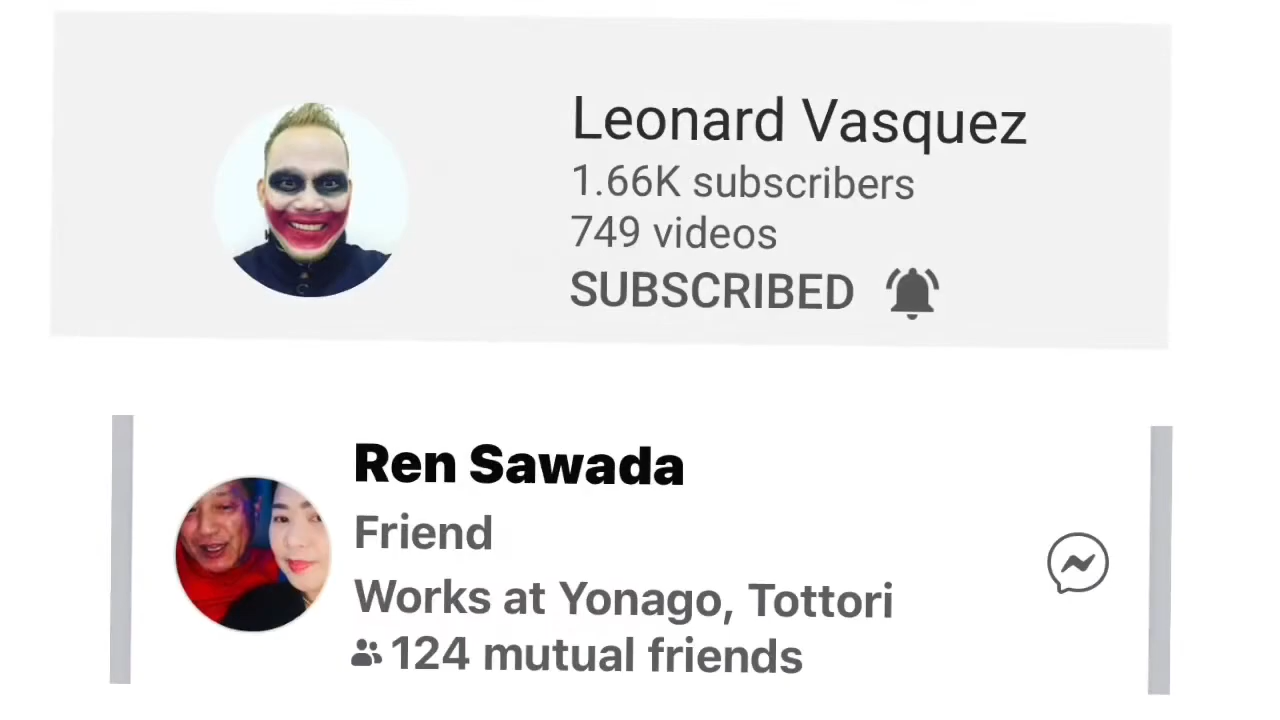 Leonard Vasquez
1.66K subscribers
749 videos
SUBSCRIBED
Ren Sawada
Friend
Works at Yonago, Tottori
124 mutual friends